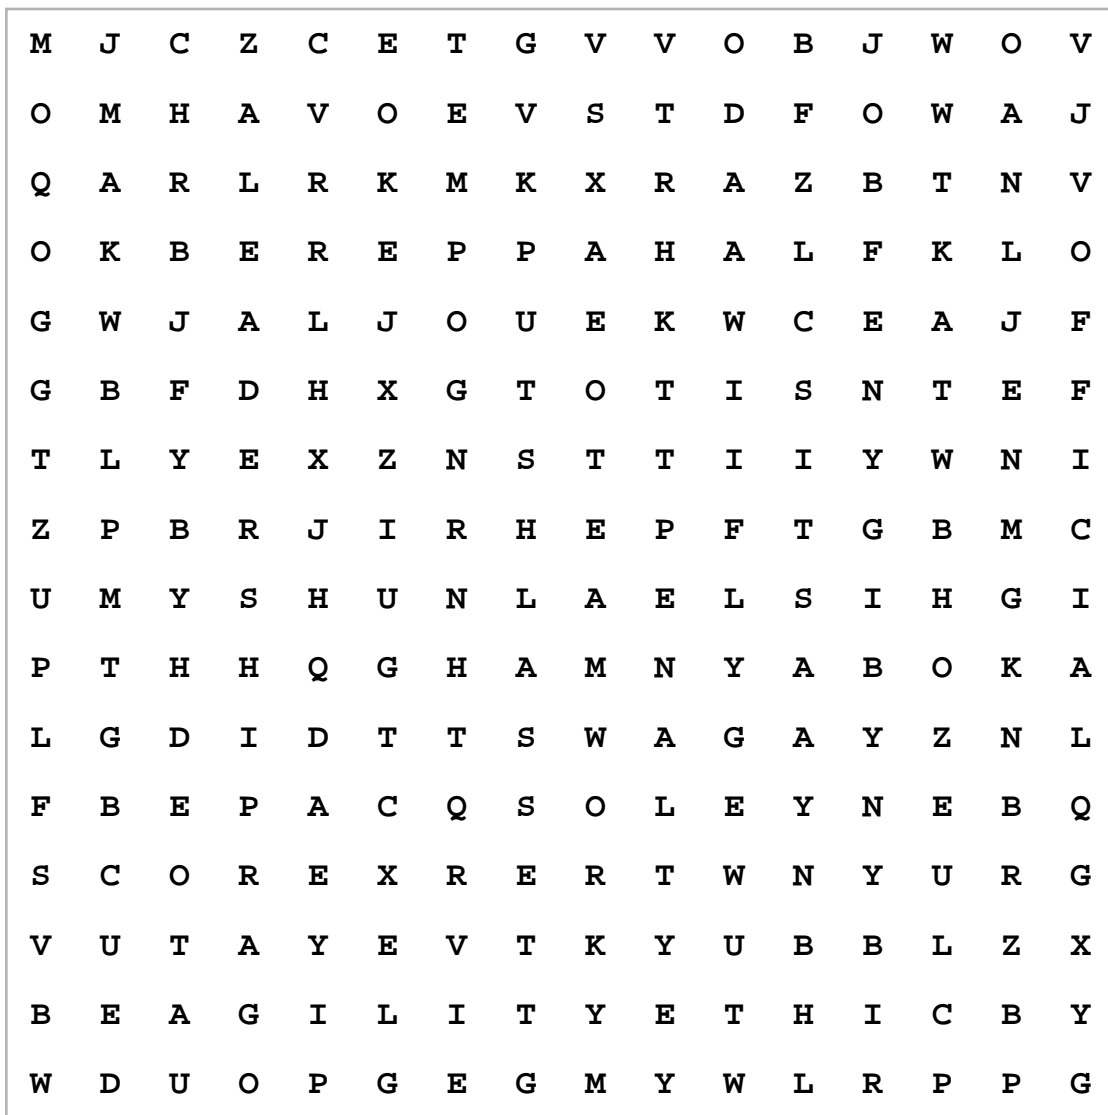 M J C Z C E T G V V O B J W O V
O M H A V O E V S T D F O W A J
Q A R L R K M K X R A Z B T N V
O K B E R E P P A H A L F K L O
G W J A L J O U E K W C E A J F
G B F D H X G T O T I S N T E F
T L Y E X Z N S T T I I Y W N I
Z P B R J I R H E P F T G B M C
U M Y S H U N L A E L S I H G I
P T H H Q G H A M N Y A B O K A
L G D I D T T S W A G A Y Z N L
F B E P A C Q S O L E Y N E B Q
S C O R E X R E R T W N Y U R G
V U T A Y E V T K Y U B B L Z X
B E A G I L I T Y E T H I C B Y
W D U O P G E G M Y W L R P P G